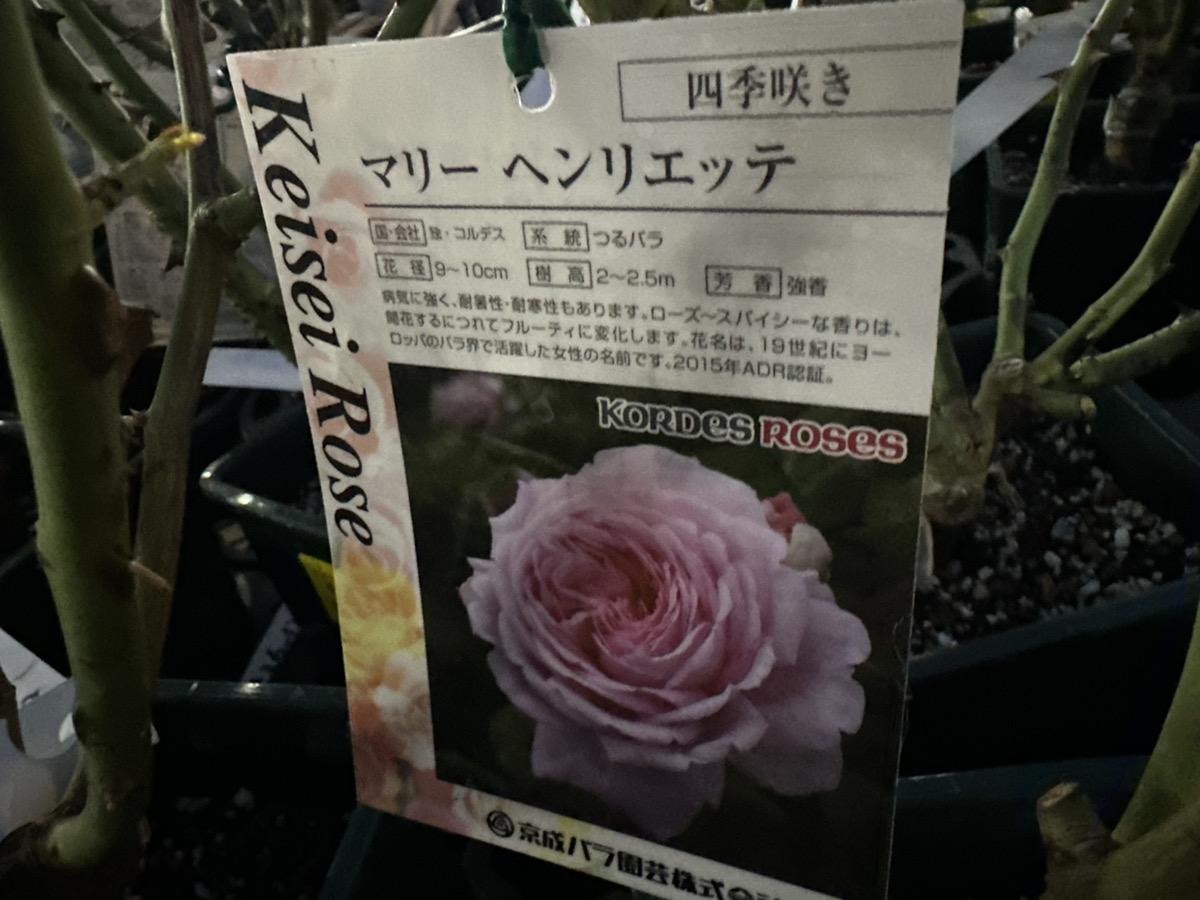 Keisei Rose
四季咲き
マリー ヘンリエッテ
国・会社 独・コルデス 系統 つるバラ
花径 9～10cm 樹高 2～2.5m 芳香 強香
病気に強く、耐暑性・耐寒性もあります。ローズ～スパイシーな香りは、
開花するにつれてフルーティに変化します。花名は、19世紀にヨー
ロッパのバラ界で活躍した女性の名前です。2015年ADR認証。
KORDES ROSES
京成バラ園芸株式会